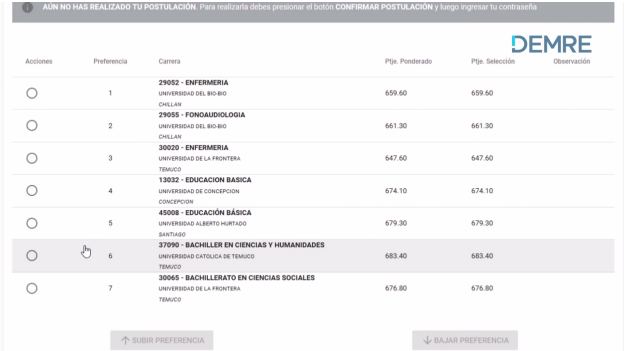 AÚN NO HAS REALIZADO TU POSTULACIÓN. Para realizarla debes presionar el botón CONFIRMAR POSTULACIÓN y luego ingresar tu contraseña
DEMRE
Acciones Preferencia Carrera Ptje. Ponderado Ptje. Selección Observación
29052 - ENFERMERIA
1 UNIVERSIDAD DEL BIO-BIO 659.60 659.60
CHILLAN
29055 - FONOAUDIOLOGIA
2 UNIVERSIDAD DEL BIO-BIO 661.30 661.30
CHILLAN
30020 - ENFERMERIA
3 UNIVERSIDAD DE LA FRONTERA 647.60 647.60
TEMUCO
13032 - EDUCACION BASICA
4 UNIVERSIDAD DE CONCEPCION 674.10 674.10
CONCEPCION
45008 - EDUCACIÓN BÁSICA
5 UNIVERSIDAD ALBERTO HURTADO 679.30 679.30
SANTIAGO
37090 - BACHILLER EN CIENCIAS Y HUMANIDADES
6 UNIVERSIDAD CATOLICA DE TEMUCO 683.40 683.40
TEMUCO
30065 - BACHILLERATO EN CIENCIAS SOCIALES
7 UNIVERSIDAD DE LA FRONTERA 676.80 676.80
TEMUCO
SUBIR PREFERENCIA BAJAR PREFERENCIA